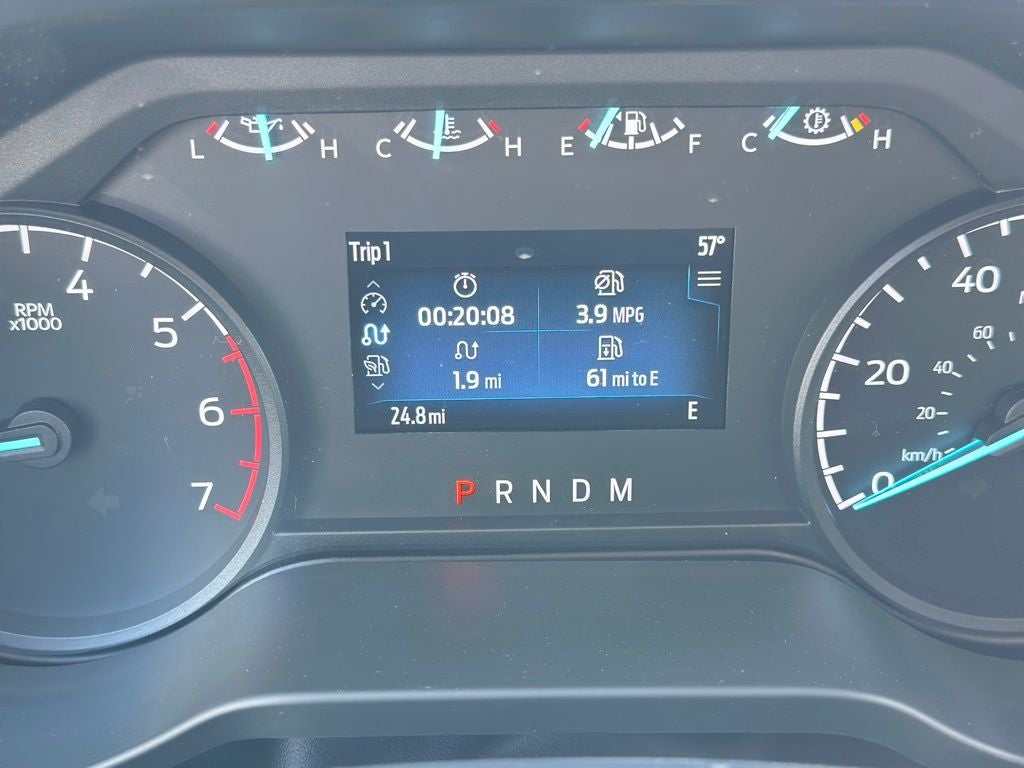 L H C H E F C H
Trip 1 57°
00:20:08 3.9 MPG
1.9 mi 61 mi to E
24.8 mi E
P R N D M
4
RPM
x1000
5
6
7
40
60
20
40
20
km/h
0